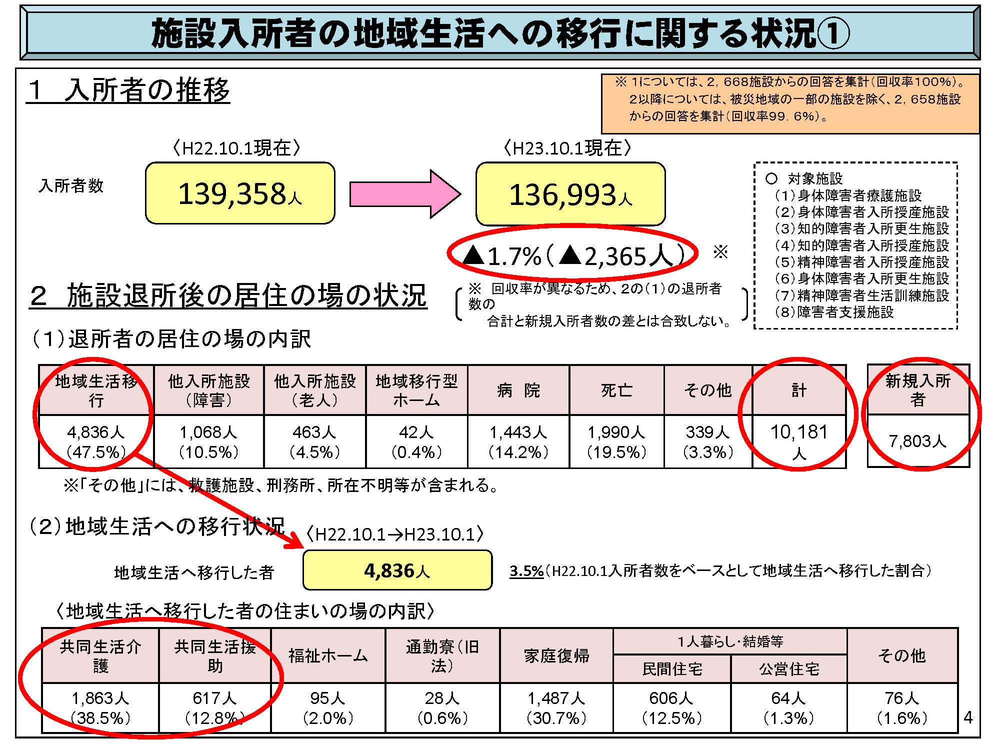 施設入所者の地域生活への移行に関する状況①
１　入所者の推移
※ １については、２，６６８施設からの回答を集計（回収率１００％）。
２以降については、被災地域の一部の施設を除く、２，６５８施設
からの回答を集計（回収率９９．６％）。
〈H22.10.1現在〉
〈H23.10.1現在〉
入所者数
139,358人
136,993人
▲1.7%（▲2,365人）
※
○　対象施設
（１）身体障害者療護施設
（２）身体障害者入所授産施設
（３）知的障害者入所更生施設
（４）知的障害者入所授産施設
（５）精神障害者入所授産施設
（６）身体障害者入所更生施設
（７）精神障害者生活訓練施設
（８）障害者支援施設
２　施設退所後の居住の場の状況
※　回収率が異なるため、２の（１）の退所者
数の
合計と新規入所者数の差とは合致しない。
（１）退所者の居住の場の内訳
地域生活移
行
他入所施設
（障害）
他入所施設
（老人）
地域移行型
ホーム
病　院
死亡
その他
計
新規入所
者
4,836人
（47.5%）
1,068人
（10.5%）
463人
（4.5%）
42人
（0.4%）
1,443人
（14.2%）
1,990人
（19.5%）
339人
（3.3%）
10,181
人
7,803人
※「その他」には、救護施設、刑務所、所在不明等が含まれる。
（２）地域生活への移行状況
〈H22.10.1→H23.10.1〉
地域生活へ移行した者
4,836人
3.5%（H22.10.1入所者数をベースとして地域生活へ移行した割合）
〈地域生活へ移行した者の住まいの場の内訳〉
共同生活介
護
共同生活援
助
福祉ホーム
通勤寮（旧
法）
家庭復帰
１人暮らし・結婚等
民間住宅
公営住宅
その他
1,863人
（38.5%）
617人
（12.8%）
95人
（2.0%）
28人
（0.6%）
1,487人
（30.7%）
606人
（12.5%）
64人
（1.3%）
76人
（1.6%）
4